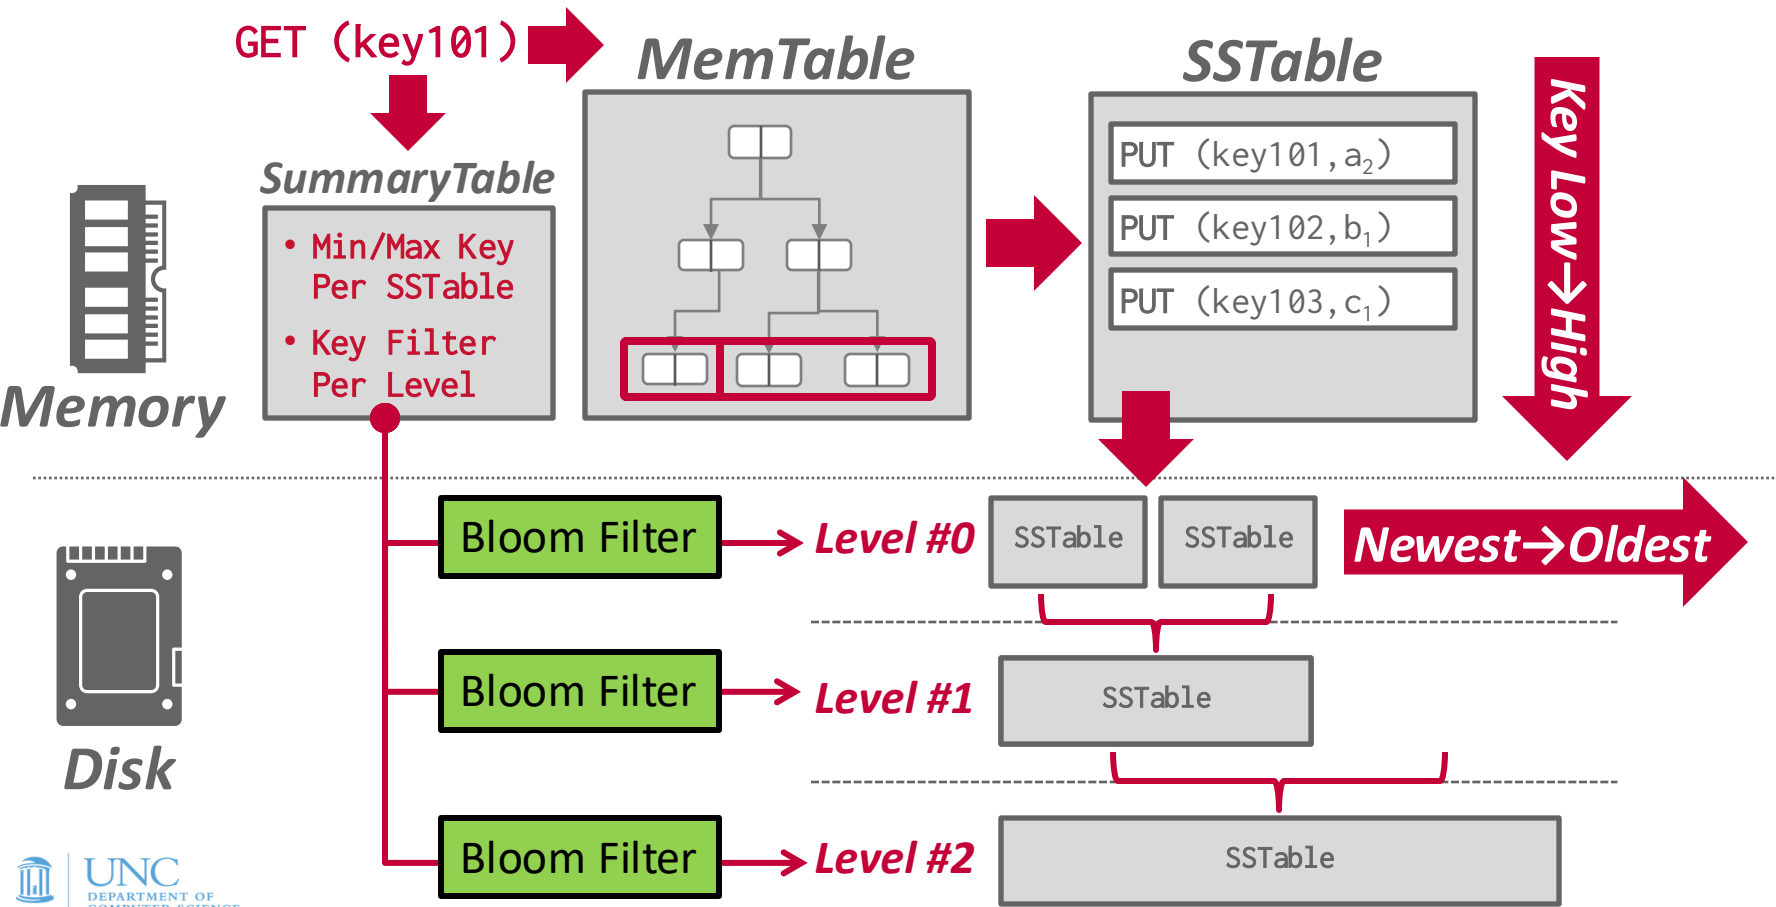 GET (key101)
MemTable
SSTable
SummaryTable
• Min/Max Key
Per SSTable
• Key Filter
Per Level
PUT (key101,a2)
PUT (key102,b1)
PUT (key103,c1)
Key Low→High
Memory
Bloom Filter
Level #0
SSTable
SSTable
Newest→Oldest
Bloom Filter
Level #1
SSTable
Disk
Bloom Filter
Level #2
SSTable
UNC
DEPARTMENT OF
COMPUTER SCIENCE